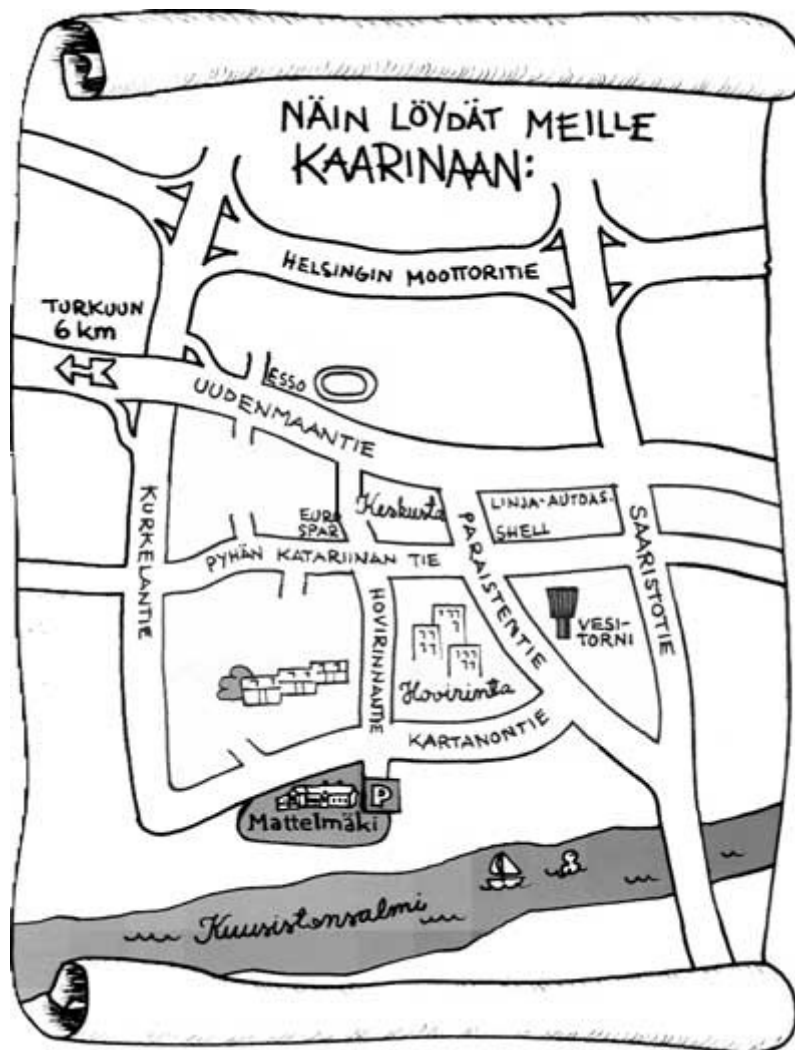 NÄIN LÖYDÄT MEILLE
KAARINAAN:
HELSINGIN MOOTTORITIE
TURKUUN
6 km
ESSO
UUDENMAANTIE
KURKELANTIE
EURO
SPAR
Keskusta
LINJA-AUTOAS.
SHELL
PARAISTENTIE
SAARISTOTIE
PYHÄN KATARIINAN TIE
HOVIRINNANTIE
VESI-
TORNI
Hovirinta
KARTANONTIE
P
Mattelmäki
Kuusistonsalmi